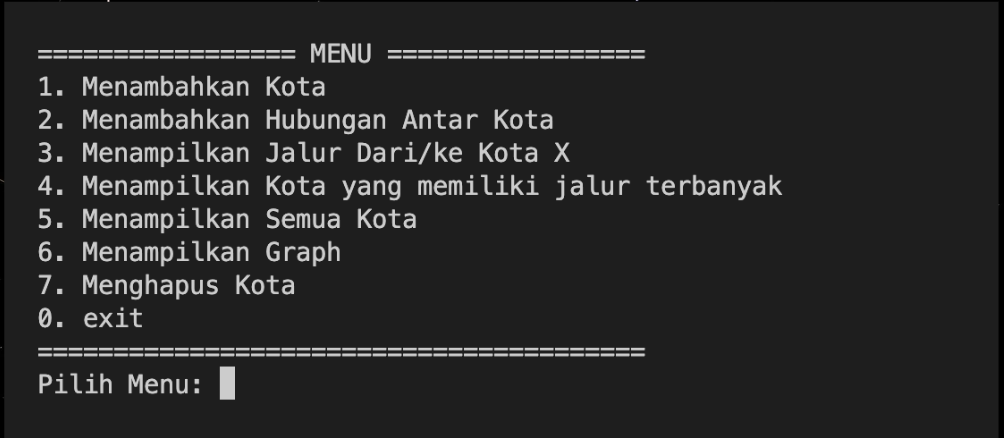 ================= MENU =================
1. Menambahkan Kota
2. Menambahkan Hubungan Antar Kota
3. Menampilkan Jalur Dari/ke Kota X
4. Menampilkan Kota yang memiliki jalur terbanyak
5. Menampilkan Semua Kota
6. Menampilkan Graph
7. Menghapus Kota
0. exit
========================================
Pilih Menu: